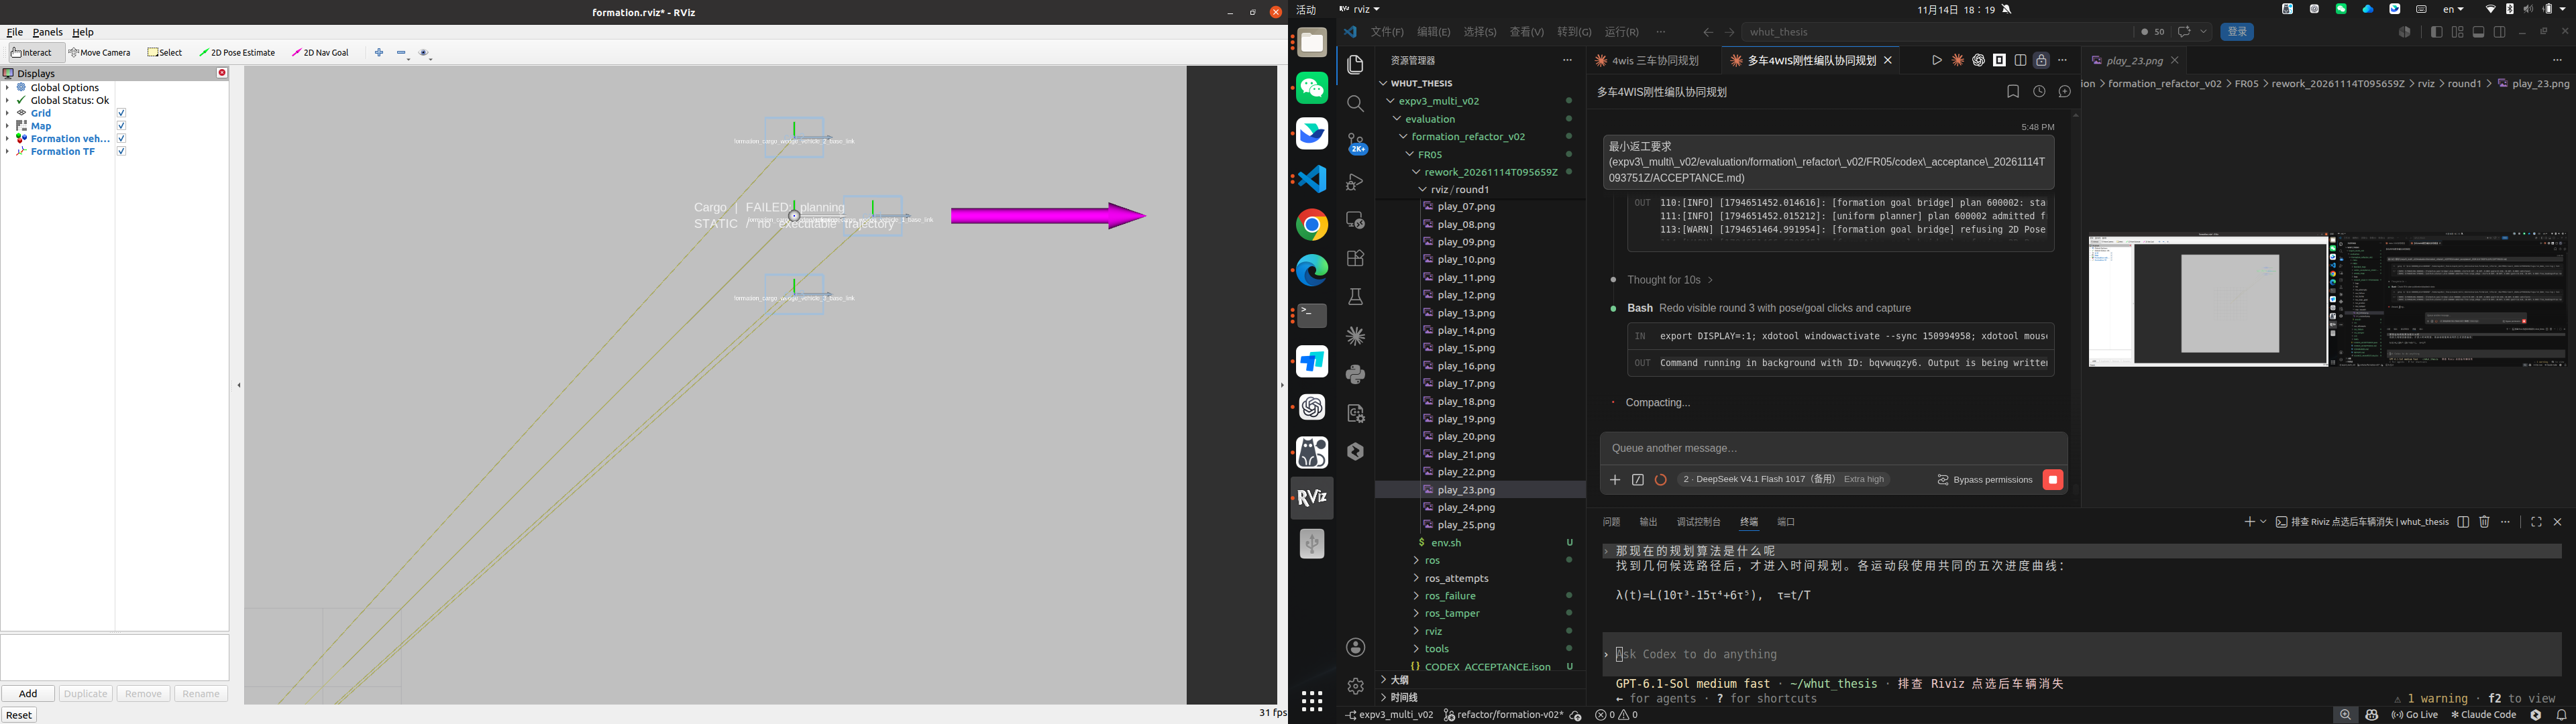 formation.rviz* - RViz
File Panels Help
Interact Move Camera Select 2D Pose Estimate 2D Nav Goal
Displays
Global Options
Global Status: Ok
Grid
Map
Formation veh...
Formation TF
Add Duplicate Remove Rename
Reset
31 fps
formation_cargo_wedge_vehicle_2_base_link
Cargo | FAILED: planning
STATIC / no executable trajectory
formation_cargo_wedge_vehicle_3_base_link
活动 rviz
11月14日 18：19
en
文件(F) 编辑(E) 选择(S) 查看(V) 转到(G) 运行(R) ···
whut_thesis
50
登录
资源管理器
WHUT_THESIS
expv3_multi_v02
evaluation
formation_refactor_v02
FR05
rework_20261114T095659Z
rviz / round1
play_07.png
play_08.png
play_09.png
play_10.png
play_11.png
play_12.png
play_13.png
play_14.png
play_15.png
play_16.png
play_17.png
play_18.png
play_19.png
play_20.png
play_21.png
play_22.png
play_23.png
play_24.png
play_25.png
env.sh U
ros
ros_attempts
ros_failure
ros_tamper
rviz
tools
CODEX_ACCEPTANCE.json U
大纲
时间线
2K+
RViz
4wis 三车协同规划
多车4WIS刚性编队协同规划
多车4WIS刚性编队协同规划
5:48 PM
最小返工要求
(expv3\_multi\_v02/evaluation/formation\_refactor\_v02/FR05/codex\_acceptance\_20261114T
093751Z/ACCEPTANCE.md)
OUT 110:[INFO] [1794651452.014616]: [formation goal bridge] plan 600002: sta
111:[INFO] [1794651452.015212]: [uniform planner] plan 600002 admitted f
113:[WARN] [1794651464.991954]: [formation goal bridge] refusing 2D Pose
Thought for 10s
Bash Redo visible round 3 with pose/goal clicks and capture
IN export DISPLAY=:1; xdotool windowactivate --sync 150994958; xdotool mous
OUT Command running in background with ID: bqvwuqzy6. Output is being written
Compacting...
Queue another message…
2 · DeepSeek V4.1 Flash 1017（备用） Extra high
Bypass permissions
play_23.png
ion > formation_refactor_v02 > FR05 > rework_20261114T095659Z > rviz > round1 > play_23.png
问题 输出 调试控制台 终端 端口
排查 Riviz 点选后车辆消失 | whut_thesis
› 那现在的规划算法是什么呢
找到几何候选路径后，才进入时间规划。各运动段使用共同的五次进度曲线：
λ(t)=L(10τ³-15τ⁴+6τ⁵), τ=t/T
› Ask Codex to do anything
GPT-6.1-Sol medium fast · ~/whut_thesis · 排查 Riviz 点选后车辆消失
← for agents · ? for shortcuts
⚠ 1 warning · f2 to view
expv3_multi_v02 refactor/formation-v02* 0 0
Go Live Claude Code